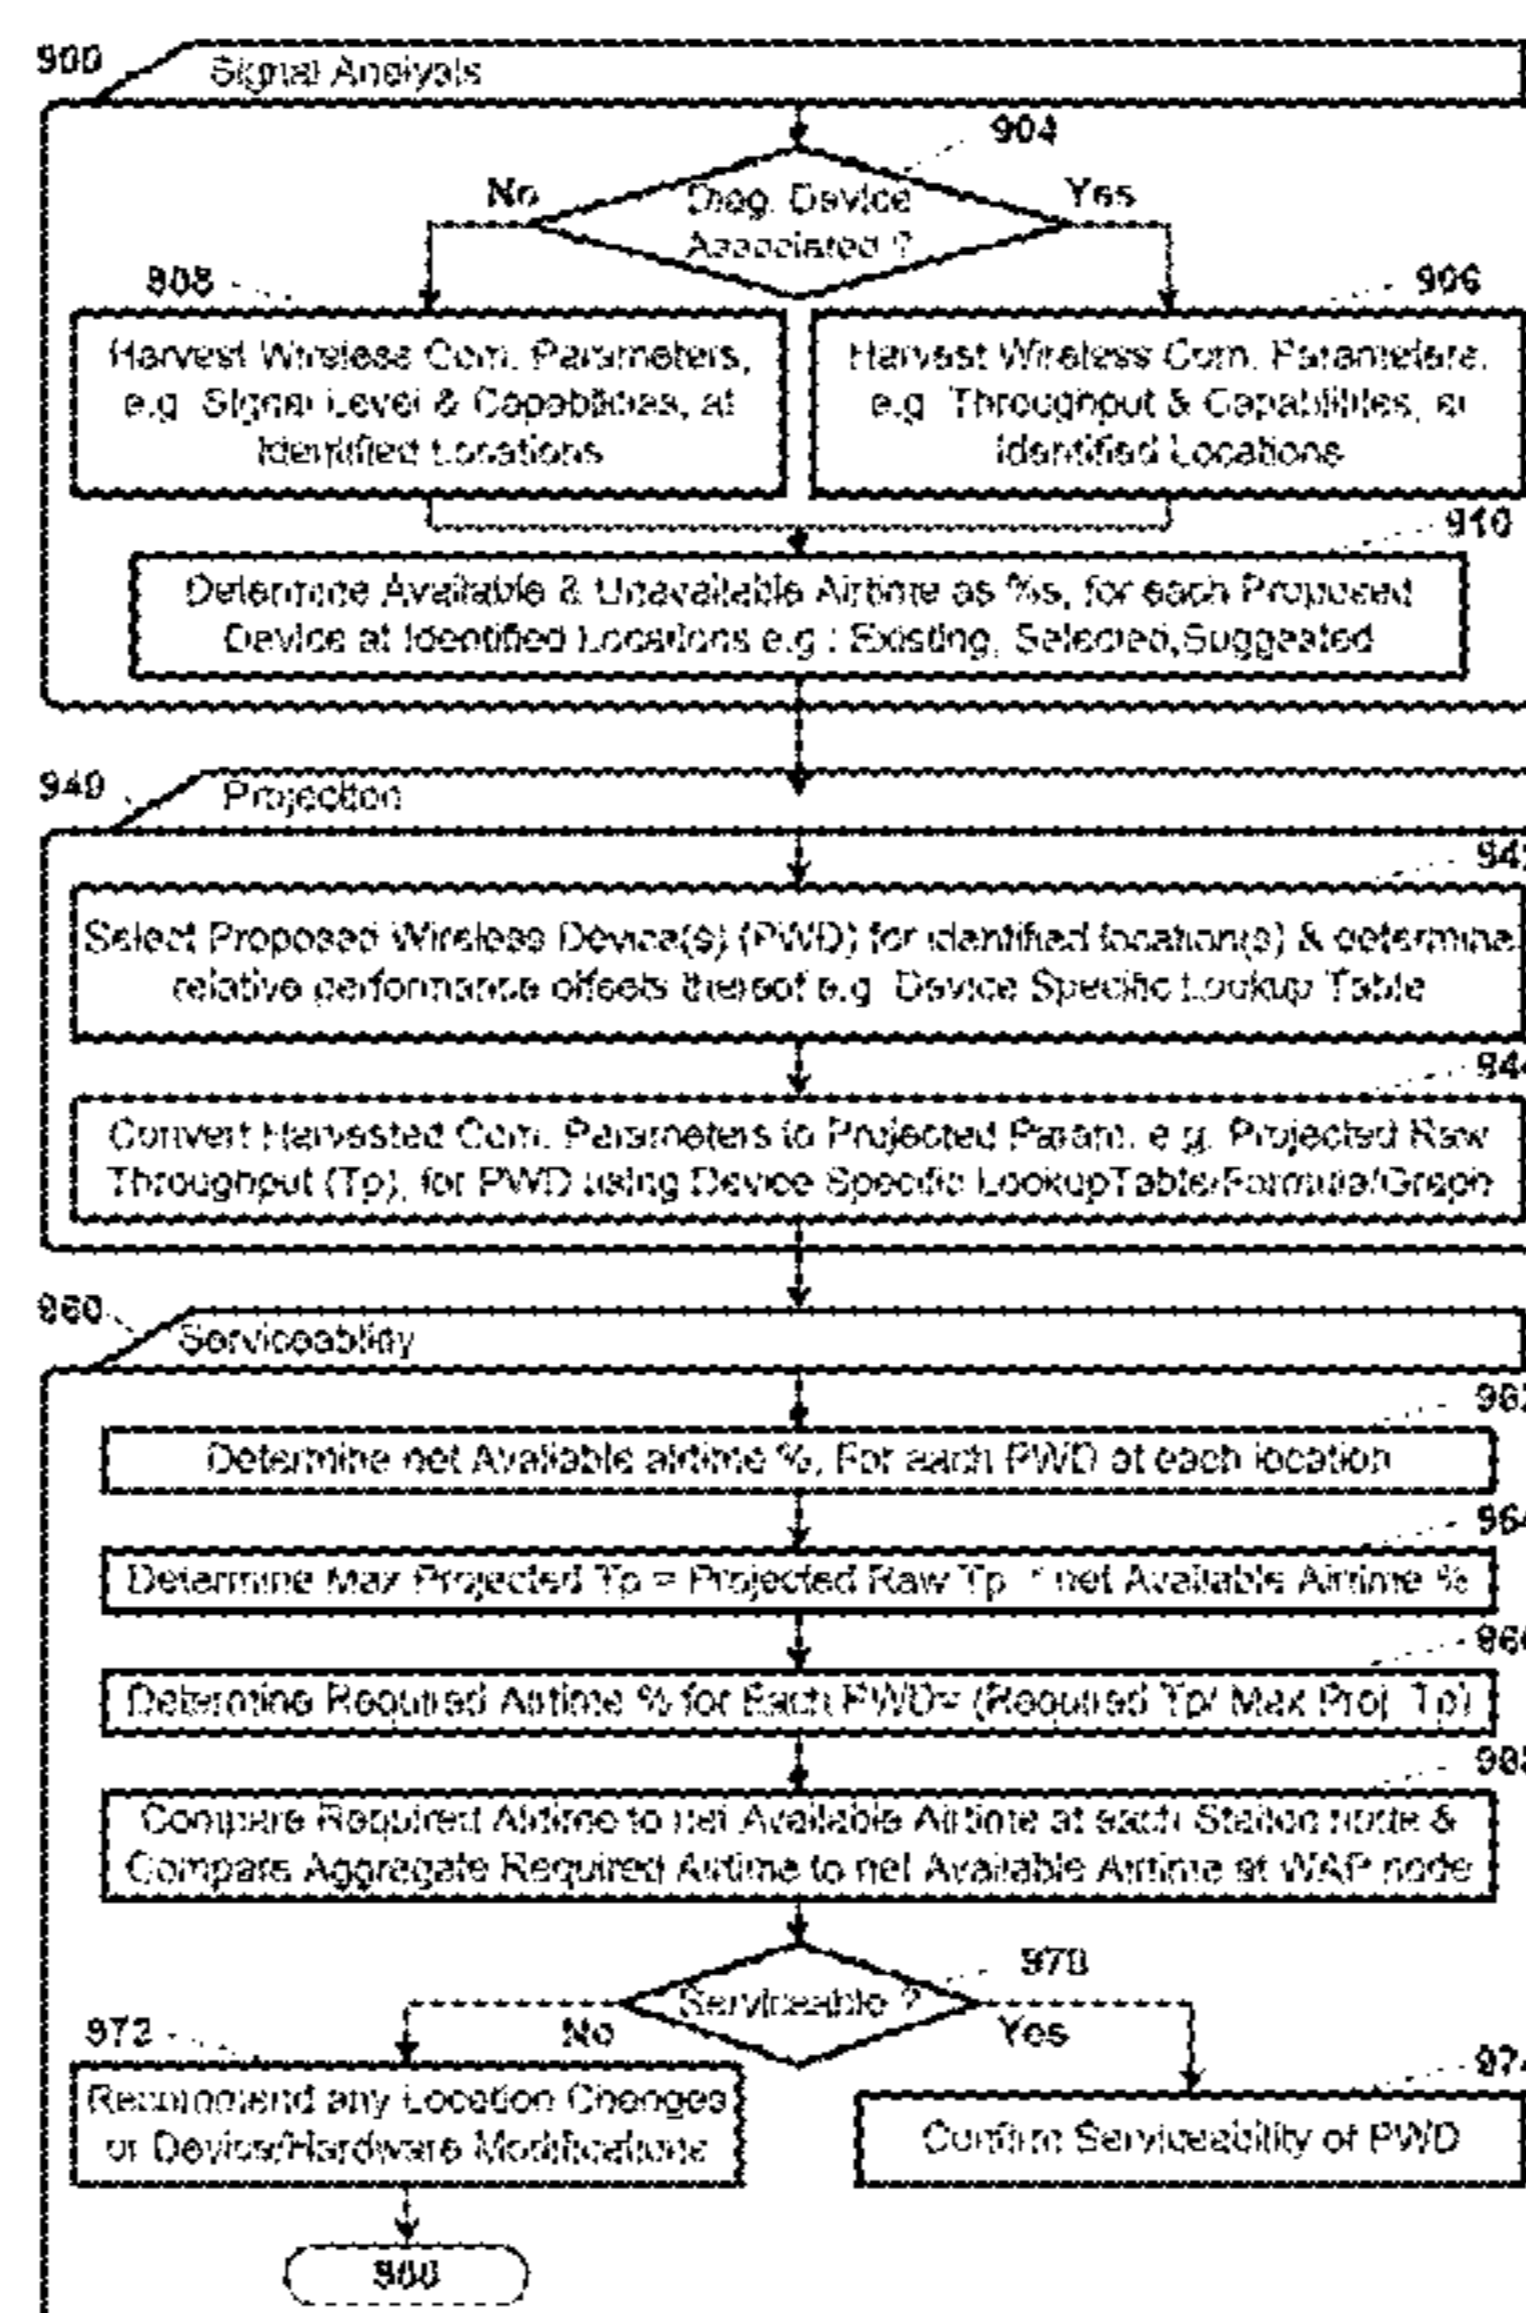 900
Signal Analysis
904
No
Diag. Device
Yes
Associated ?
908
906
Harvest Wireless Com. Parameters,
e.g. Signal Level & Capabilities, at
Identified Locations
Harvest Wireless Com. Parameters,
e.g. Throughput & Capabilities, at
Identified Locations
910
Determine Available & Unavailable Airtime as %s, for each Proposed
Device at Identified Locations e.g.: Existing, Selected,Suggested
940
Projection
Select Proposed Wireless Device(s) (PWD) for identified location(s) & determine
relative performance offsets thereof e.g. Device Specific Lookup Table
944
Convert Harvested Com. Parameters to Projected Param. e.g. Projected Raw
Throughput (Tp), for PWD using Device Specific LookupTable/Formula/Graph
960
Serviceability
Determine net Available airtime %, For each PWD at each location
964
Determine Max Projected Tp = Projected Raw Tp * net Available Airtime %
966
Determine Required Airtime % for Each PWD= (Required Tp/ Max Proj. Tp)
968
Compare Required Airtime to net Available Airtime at each Station node &
Compare Aggregate Required Airtime to net Available Airtime at WAP node
970
Serviceable ?
972
No
Yes
974
Recommend any Location Changes
or Device/Hardware Modifications
Confirm Serviceability of PWD